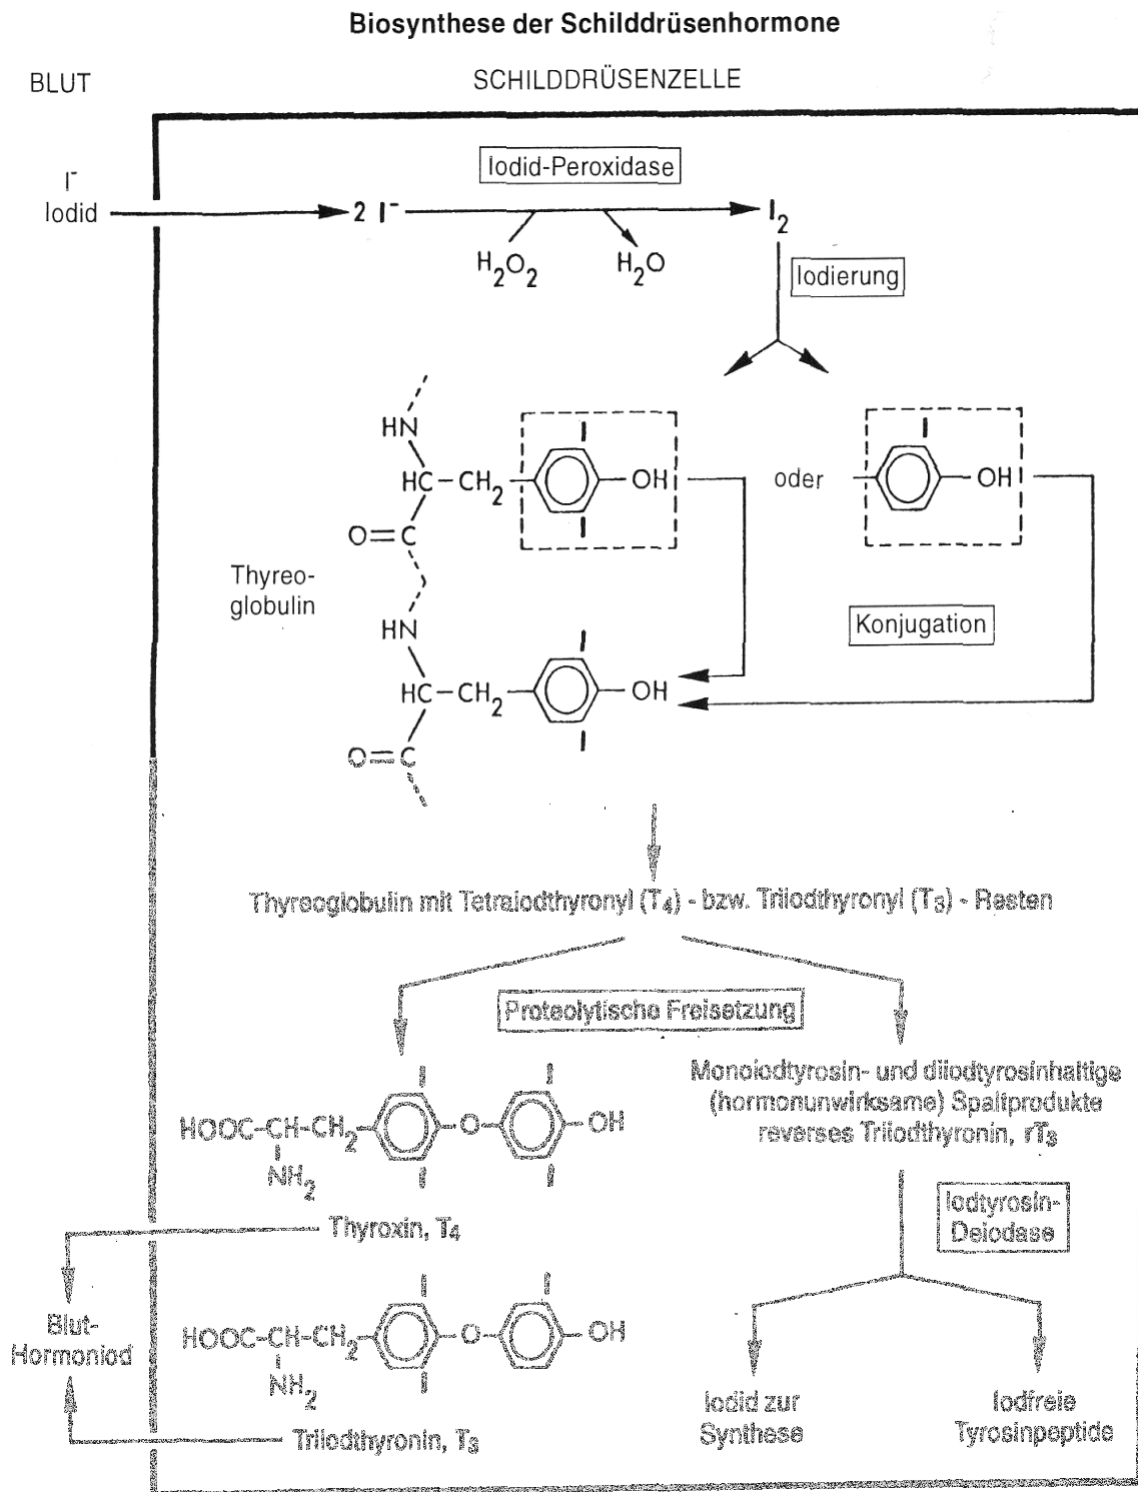 Biosynthese der Schilddrüsenhormone
BLUT
SCHILDDRÜSENZELLE
Iodid-Peroxidase
I⁻
Iodid
2 I⁻
I₂
H₂O₂
H₂O
Iodierung
HN
I
I
HC-CH₂
OH
oder
OH
O=C
I
Thyreo-
globulin
HN
I
Konjugation
HC-CH₂
OH
I
O=C
Thyreoglobulin mit Tetraiodthyronyl (T₄) - bzw. Triiodthyronyl (T₃) - Resten
Proteolytische Freisetzung
I
I
HOOC-CH-CH₂
O
OH
NH₂
I
I
Monoiodtyrosin- und diiodtyrosinhaltige
(hormonunwirksame) Spaltprodukte
reverses Triiodthyronin, rT₃
Iodtyrosin-
Deiodase
Thyroxin, T₄
Blut-
Hormoniod
I
I
HOOC-CH-CH₂
O
OH
NH₂
I
Triiodthyronin, T₃
Iodid zur
Synthese
Iodfreie
Tyrosinpeptide